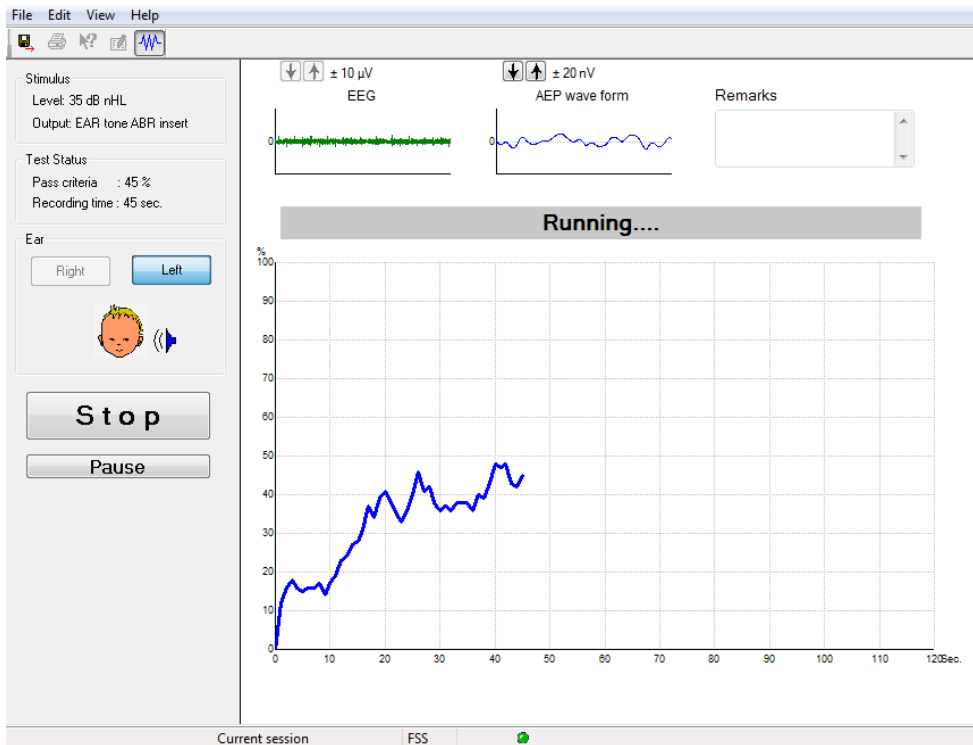 File Edit View Help
Stimulus
Level: 35 dB nHL
Output: EAR tone ABR insert
Test Status
Pass criteria : 45 %
Recording time : 45 sec.
Ear
Right Left
Stop
Pause
± 10 µV
EEG
0
± 20 nV
AEP wave form
0
Remarks
Running....
%
100
90
80
70
60
50
40
30
20
10
0
0 10 20 30 40 50 60 70 80 90 100 110 120 Sec.
Current session FSS